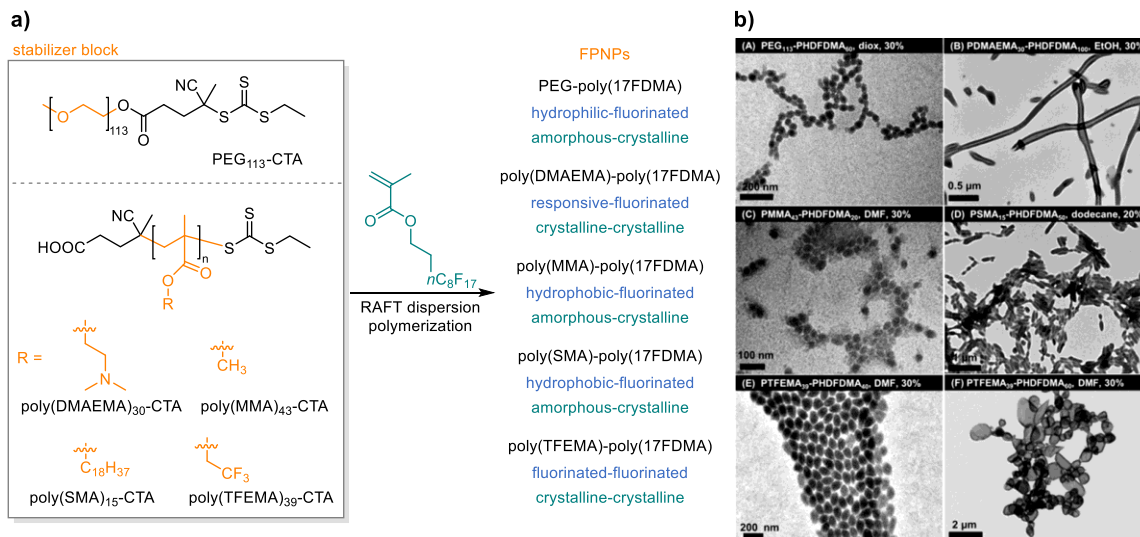 a)
stabilizer block
NC
S
O
O
S
S
113
O
PEG113-CTA
NC
S
HOOC
S
S
n
O
O
R
R =
N
CH3
poly(DMAEMA)30-CTA
poly(MMA)43-CTA
C18H37
CF3
poly(SMA)15-CTA
poly(TFEMA)39-CTA
O
O
nC8F17
RAFT dispersion
polymerization
FPNPs
PEG-poly(17FDMA)
hydrophilic-fluorinated
amorphous-crystalline
poly(DMAEMA)-poly(17FDMA)
responsive-fluorinated
crystalline-crystalline
poly(MMA)-poly(17FDMA)
hydrophobic-fluorinated
amorphous-crystalline
poly(SMA)-poly(17FDMA)
hydrophobic-fluorinated
amorphous-crystalline
poly(TFEMA)-poly(17FDMA)
fluorinated-fluorinated
crystalline-crystalline
b)
(A) PEG113-PHDFDMA60, diox, 30%
200 nm
(B) PDMAEMA30-PHDFDMA100, EtOH, 30%
0.5 µm
(C) PMMA43-PHDFDMA20, DMF, 30%
100 nm
(D) PSMA15-PHDFDMA50, dodecane, 20%
1 µm
(E) PTFEMA39-PHDFDMA40, DMF, 30%
200 nm
(F) PTFEMA39-PHDFDMA60, DMF, 30%
2 µm